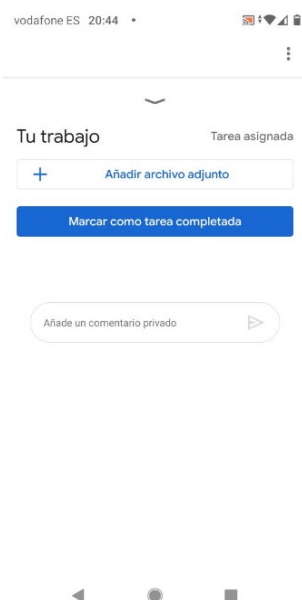 vodafone ES 20:44 •
Tu trabajo
Tarea asignada
+ Añadir archivo adjunto
Marcar como tarea completada
Añade un comentario privado